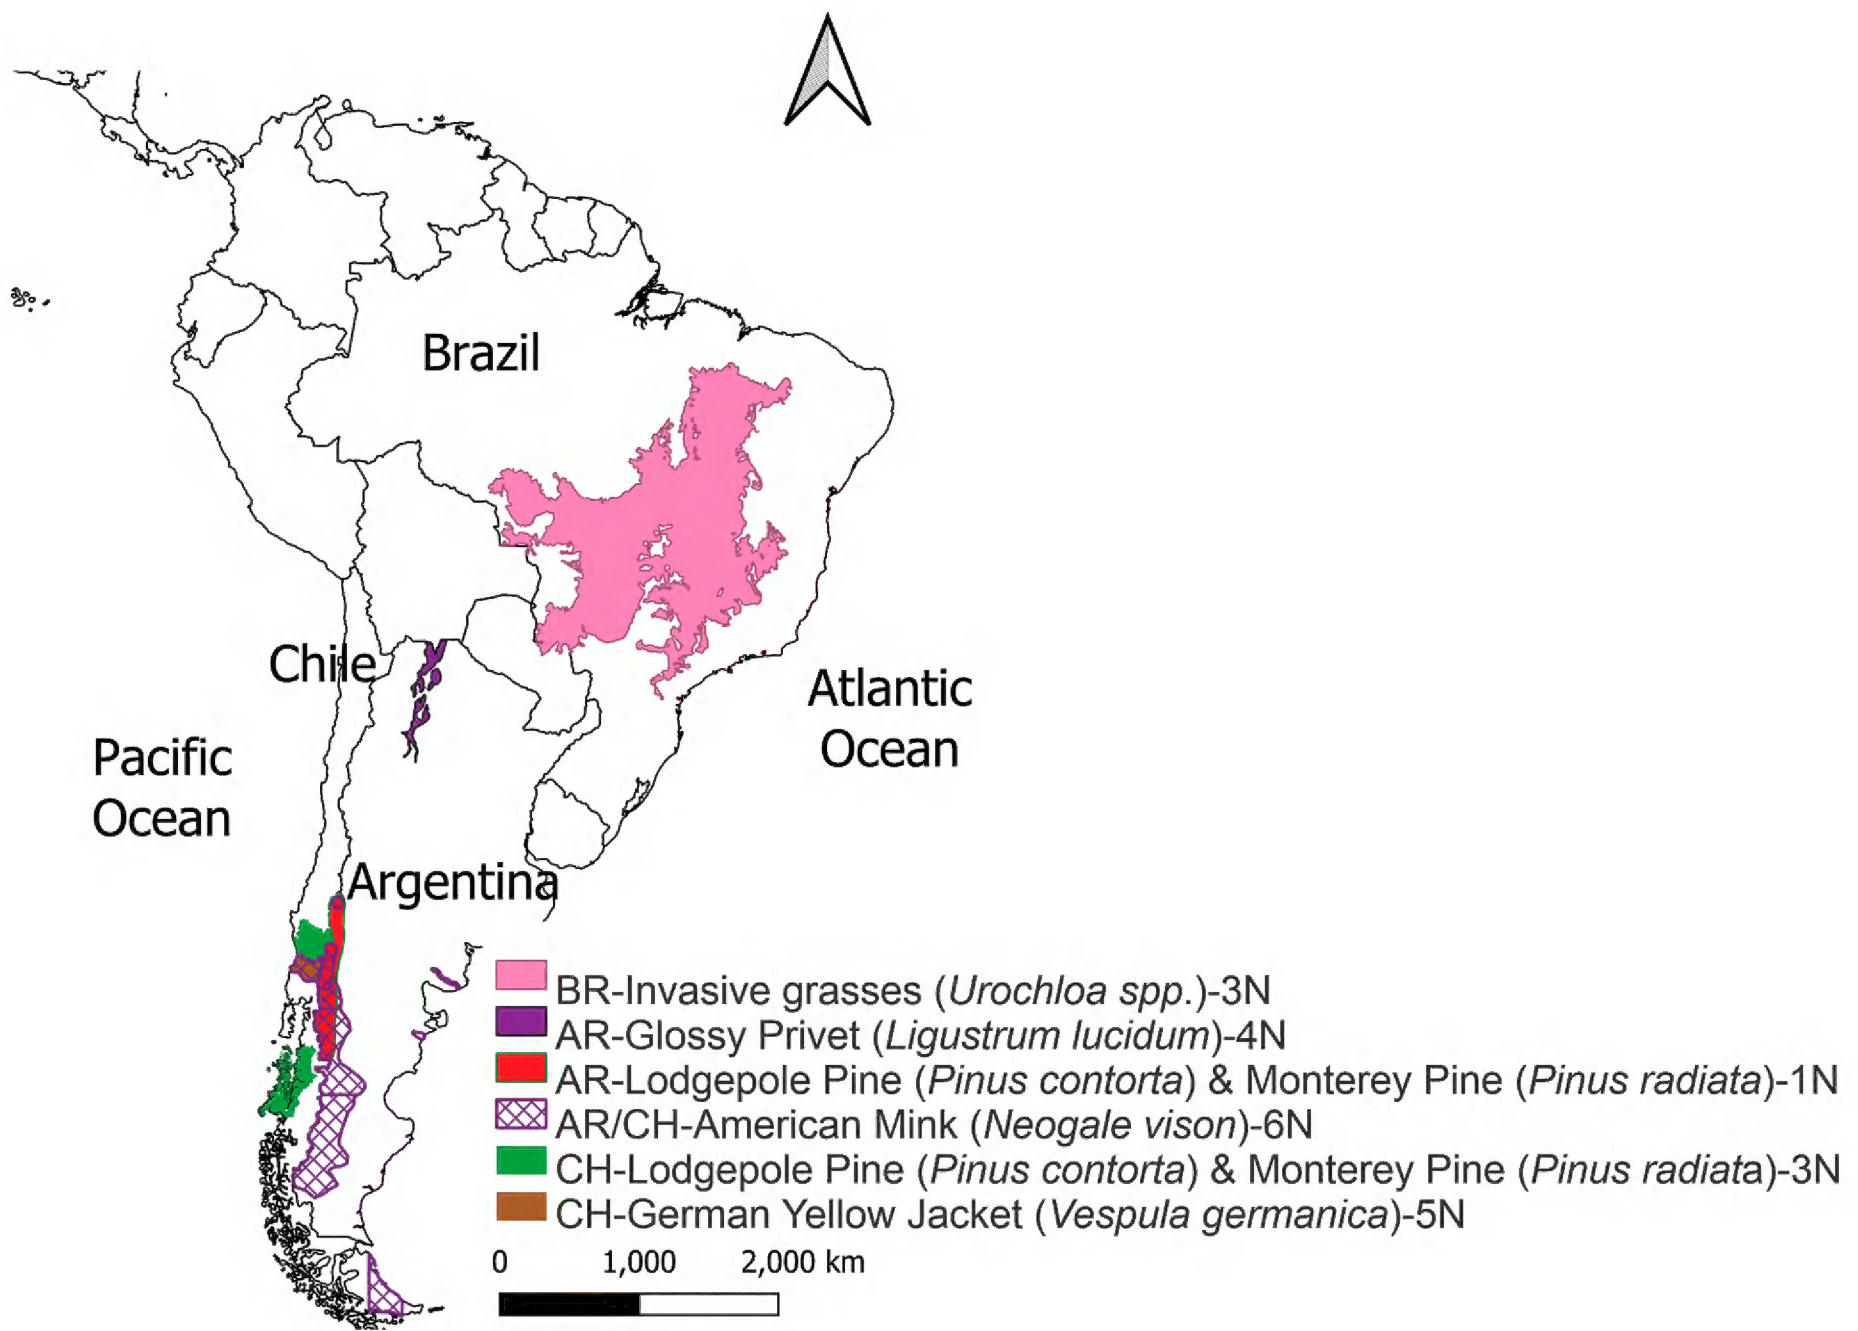 Brazil
Chile
Atlantic
Ocean
Pacific
Ocean
Argentina
BR-Invasive grasses (Urochloa spp.)-3N
AR-Glossy Privet (Ligustrum lucidum)-4N
AR-Lodgepole Pine (Pinus contorta) & Monterey Pine (Pinus radiata)-1N
AR/CH-American Mink (Neogale vison)-6N
CH-Lodgepole Pine (Pinus contorta) & Monterey Pine (Pinus radiata)-3N
CH-German Yellow Jacket (Vespula germanica)-5N
0 1,000 2,000 km